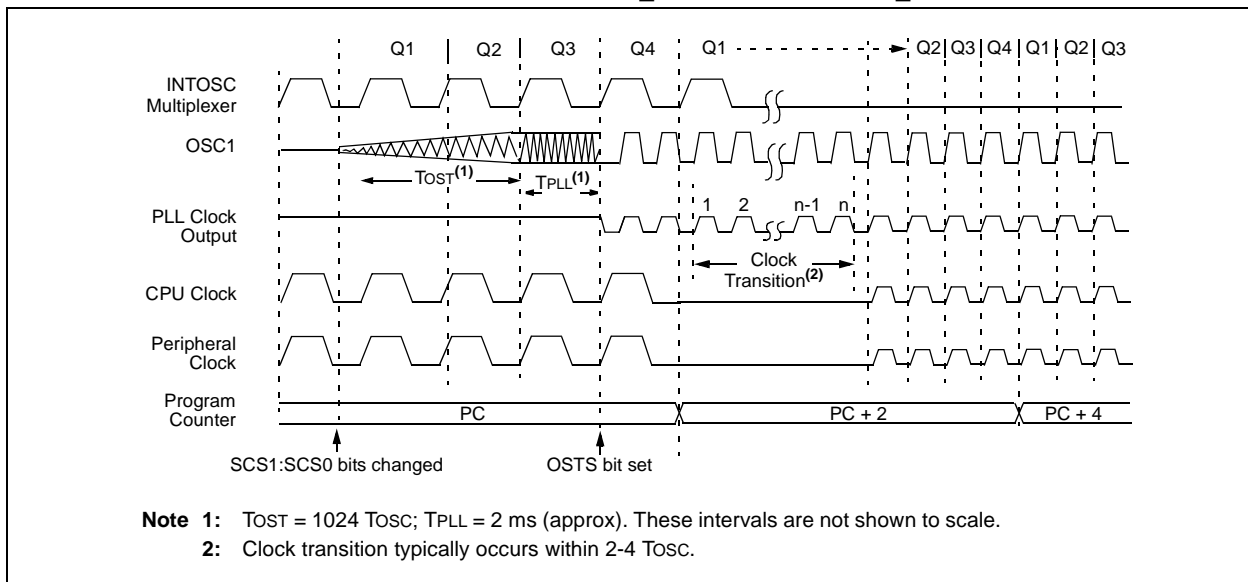 Q1 Q2 Q3 Q4 Q1 Q2 Q3 Q4 Q1 Q2 Q3
INTOSC
Multiplexer
OSC1
TOST(1) TPLL(1)
1 2 n-1 n
PLL Clock
Output
Clock
Transition(2)
CPU Clock
Peripheral
Clock
Program
Counter
PC PC + 2 PC + 4
SCS1:SCS0 bits changed OSTS bit set
Note 1: TOST = 1024 TOSC; TPLL = 2 ms (approx). These intervals are not shown to scale.
2: Clock transition typically occurs within 2-4 TOSC.